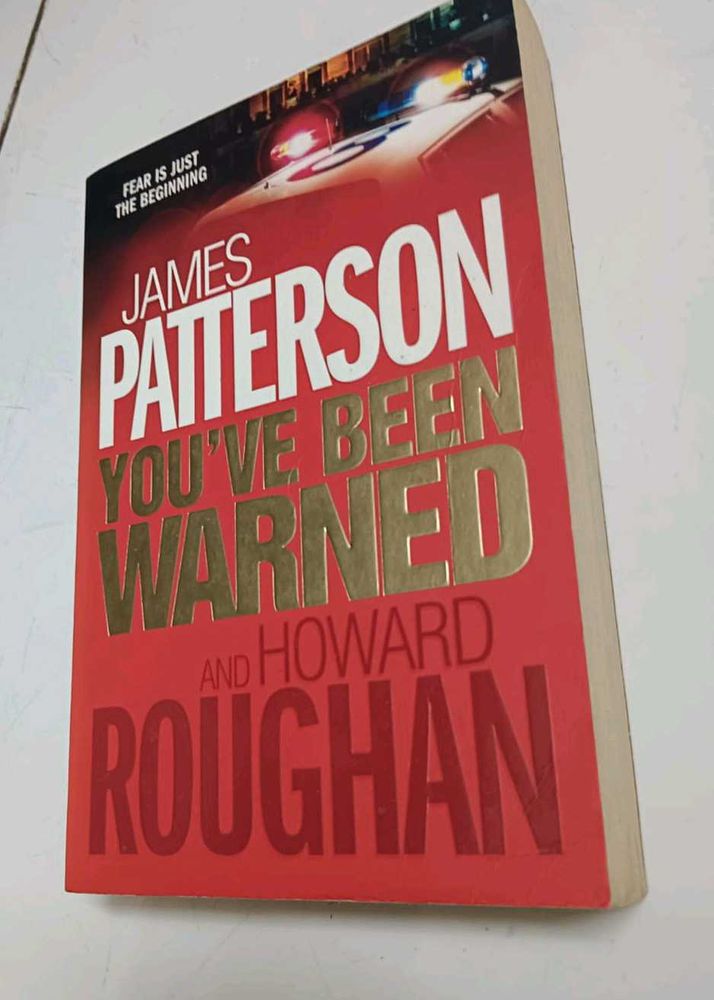 FEAR IS JUST
THE BEGINNING
JAMES
PATTERSON
YOU'VE BEEN
WARNED
AND HOWARD
ROUGHAN